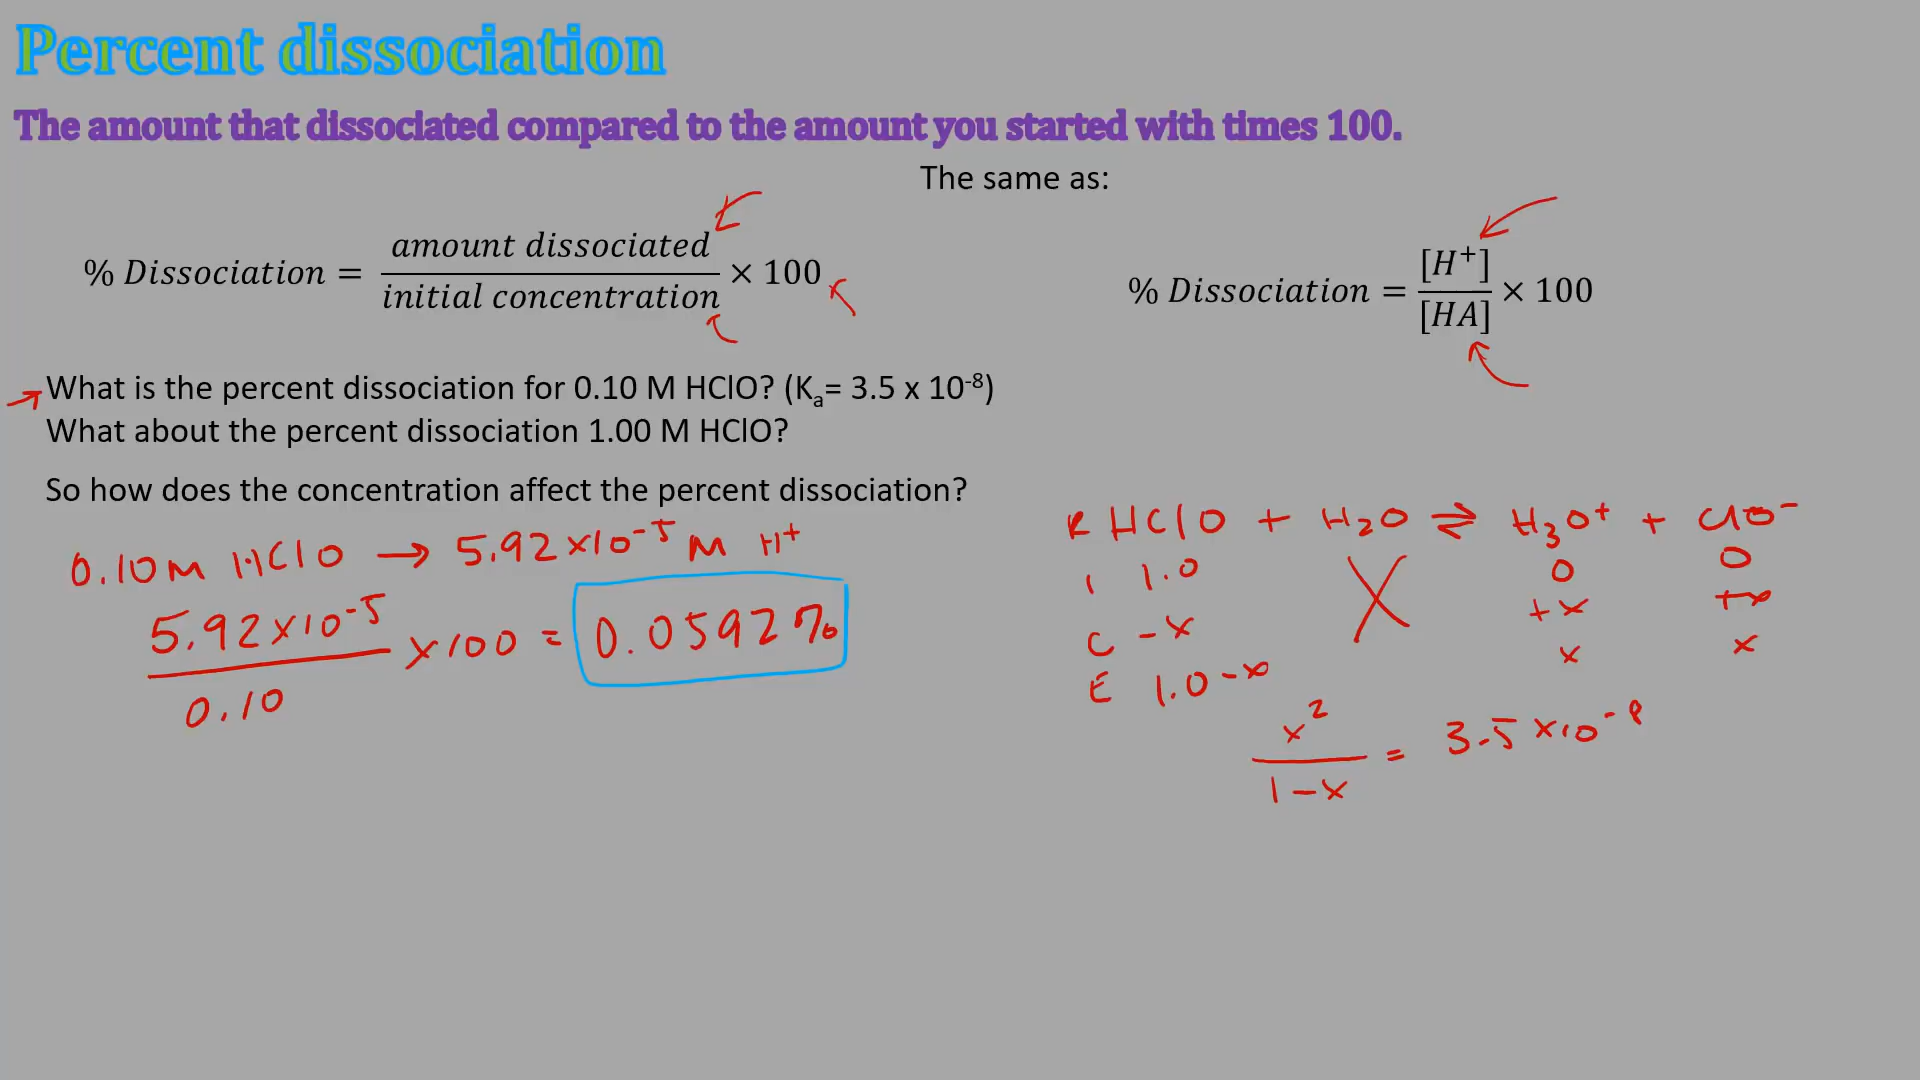 Percent dissociation
The amount that dissociated compared to the amount you started with times 100.
The same as:
% Dissociation = amount dissociated / initial concentration × 100
% Dissociation = [H⁺] / [HA] × 100
What is the percent dissociation for 0.10 M HClO? (Kₐ= 3.5 x 10⁻⁸)
What about the percent dissociation 1.00 M HClO?
So how does the concentration affect the percent dissociation?
0.10 M HClO → 5.92 ×10⁻⁵ M H⁺
5.92 ×10⁻⁵ / 0.10 ×100 = 0.0592%
R HClO + H₂O ⇌ H₃O⁺ + ClO⁻
I 1.0 0 0
C -x +x +x
E 1.0 -x x x
x² / 1-x = 3.5 ×10⁻⁸